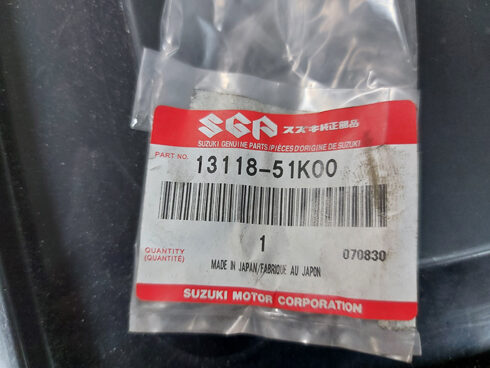 SGP スズキ純正部品
SUZUKI GENUINE PARTS/PIÈCES D'ORIGINE DE SUZUKI
PART NO. 13118-51K00
QUANTITY 1 070830
(QUANTITÉ)
MADE IN JAPAN/FABRIQUE AU JAPON
SUZUKI MOTOR CORPORATION